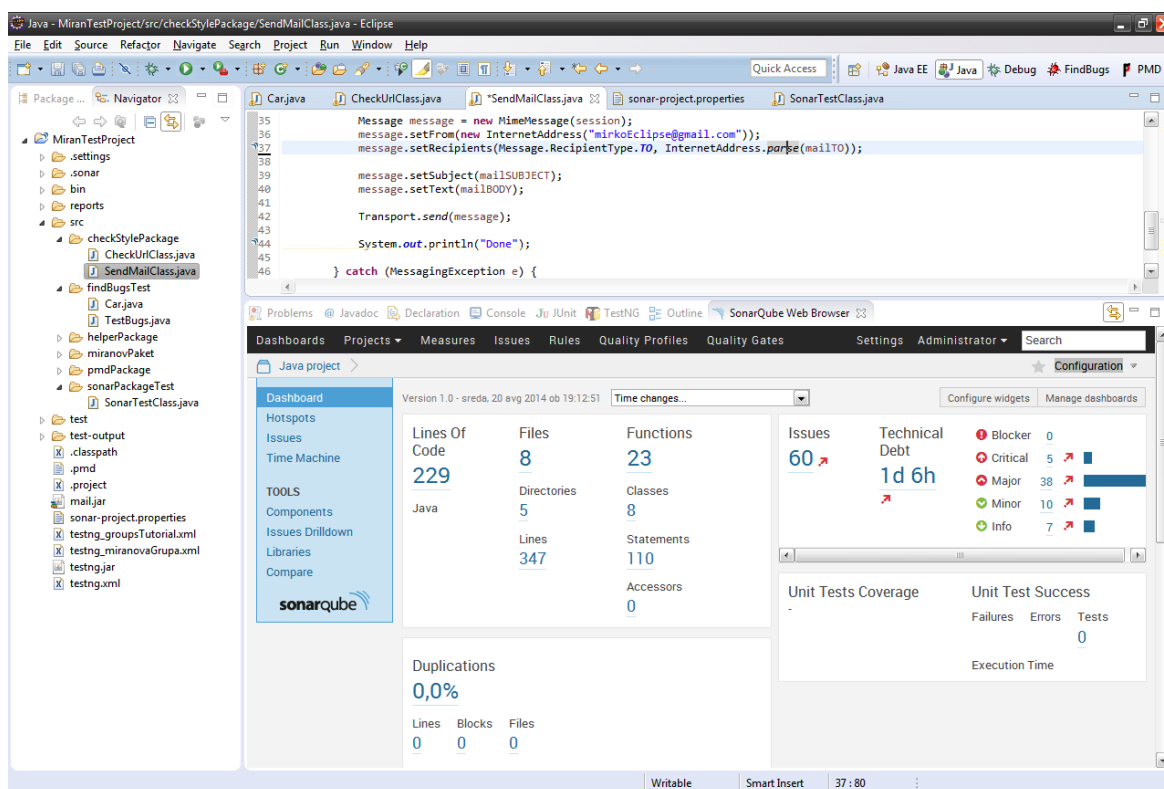 Java - MiranTestProject/src/checkStylePackage/SendMailClass.java - Eclipse
File Edit Source Refactor Navigate Search Project Run Window Help
Quick Access Java EE Java Debug FindBugs PMD
Package ... Navigator
MiranTestProject
.settings
.sonar
bin
reports
src
checkStylePackage
CheckUrlClass.java
SendMailClass.java
findBugsTest
Car.java
TestBugs.java
helperPackage
miranovPaket
pmdPackage
sonarPackageTest
SonarTestClass.java
test
test-output
.classpath
.pmd
.project
mail.jar
sonar-project.properties
testng_groupsTutorial.xml
testng_miranovaGrupa.xml
testng.jar
testng.xml
Car.java CheckUrlClass.java *SendMailClass.java sonar-project.properties SonarTestClass.java
35 Message message = new MimeMessage(session);
36 message.setFrom(new InternetAddress("mirkoEclipse@gmail.com"));
37 message.setRecipients(Message.RecipientType.TO, InternetAddress.parse(mailTO));
38
39 message.setSubject(mailSUBJECT);
40 message.setText(mailBODY);
41
42 Transport.send(message);
43
44 System.out.println("Done");
45
46 } catch (MessagingException e) {
Problems @ Javadoc Declaration Console JUnit TestNG Outline SonarQube Web Browser
Dashboards Projects Measures Issues Rules Quality Profiles Quality Gates Settings Administrator Search
Java project Configuration
Dashboard
Hotspots
Issues
Time Machine
TOOLS
Components
Issues Drilldown
Libraries
Compare
sonarqube
Version 1.0 - sreda, 20 avg 2014 ob 19:12:51 Time changes... Configure widgets Manage dashboards
Lines Of Code
229
Java
Files
8
Directories
5
Lines
347
Functions
23
Classes
8
Statements
110
Accessors
0
Issues
60
Technical Debt
1d 6h
Blocker 0
Critical 5
Major 38
Minor 10
Info 7
Unit Tests Coverage
-
Unit Test Success
Failures Errors Tests
0
Execution Time
Duplications
0,0%
Lines Blocks Files
0 0 0
Writable Smart Insert 37 : 80